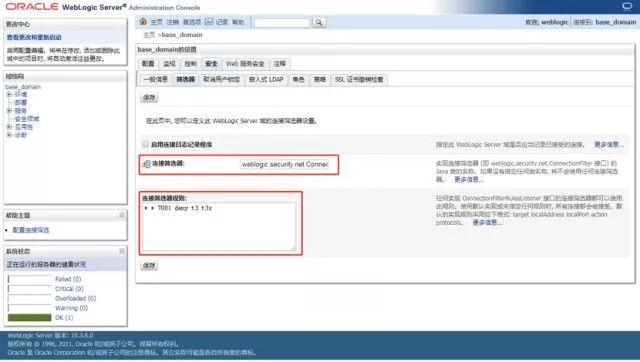 ORACLE WebLogic Server® Administration Console
更改中心
查看更改和重新启动
启用配置编辑。将来在修改、添加或删除此域中的项目时, 将自动激活这些更改。
域结构
base_domain
环境
部署
服务
安全领域
互用性
诊断
帮助主题
配置连接筛选
系统状态
正在运行的服务器的健康状况
Failed (0)
Critical (0)
Overloaded (0)
Warning (0)
OK (1)
主页 注销 首选项 记录 帮助
欢迎, weblogic 连接到: base_domain
主页 >base_domain
base_domain的设置
配置 监视 控制 安全 Web 服务安全 注释
一般信息 筛选器 取消用户锁定 嵌入式 LDAP 角色 策略 SSL 证书撤销检查
保存
在此页中, 您可以定义此 WebLogic Server 域的连接筛选器设置。
启用连接日志记录程序
指定此 WebLogic Server 域是否应当记录已接受的连接。 更多信息...
连接筛选器:
weblogic.security.net.Connec
实现连接筛选器 (即 weblogic.security.net.ConnectionFilter 接口) 的
Java 类的名称。如果没有指定任何类名称, 将不会使用任何连接筛选
器。 更多信息...
连接筛选器规则:
* * 7001 deny t3 t3s
任何实现 ConnectionFilterRulesListener 接口的连接筛选器都可以使用
此规则。使用默认实现或未指定任何规则时, 所有连接都会被接受。默
认的实现规则采用如下格式: target localAddress localPort action
protocols。 更多信息...
保存
WebLogic Server 版本: 10.3.6.0
版权所有 © 1996, 2011, Oracle 和/或其子公司。保留所有权利。
Oracle 是 Oracle Corporation 和/或其子公司的注册商标。其它名称可能是各自所有者的商标。